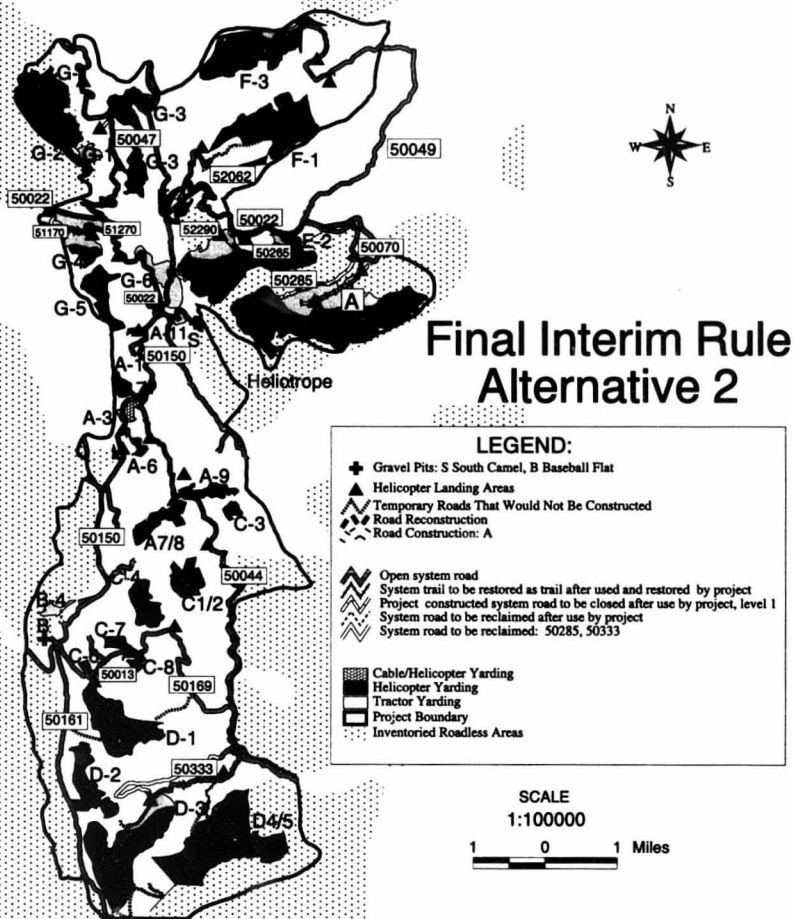 F-3
G-3
50047
G-2
G-1
G-3
F-1
50049
52062
N
W E
S
50022
51170
51270
52290
50022
E-2
50265
50070
G-4
G-6
50285
50022
A
G-5
A-11
S
50150
A-1
Heliotrope
Final Interim Rule
Alternative 2
A-3
A-6
A-9
C-3
50150
A7/8
C-4
C1/2
50044
B-4
C-7
C-6
50013
C-8
50169
50161
D-1
D-2
50333
D-3
D4/5
LEGEND:
Gravel Pits: S South Camel, B Baseball Flat
Helicopter Landing Areas
Temporary Roads That Would Not Be Constructed
Road Reconstruction
Road Construction: A
Open system road
System trail to be restored as trail after used and restored by project
Project constructed system road to be closed after use by project, level 1
System road to be reclaimed after use by project
System road to be reclaimed: 50285, 50333
Cable/Helicopter Yarding
Helicopter Yarding
Tractor Yarding
Project Boundary
Inventoried Roadless Areas
SCALE
1:100000
1 0 1 Miles